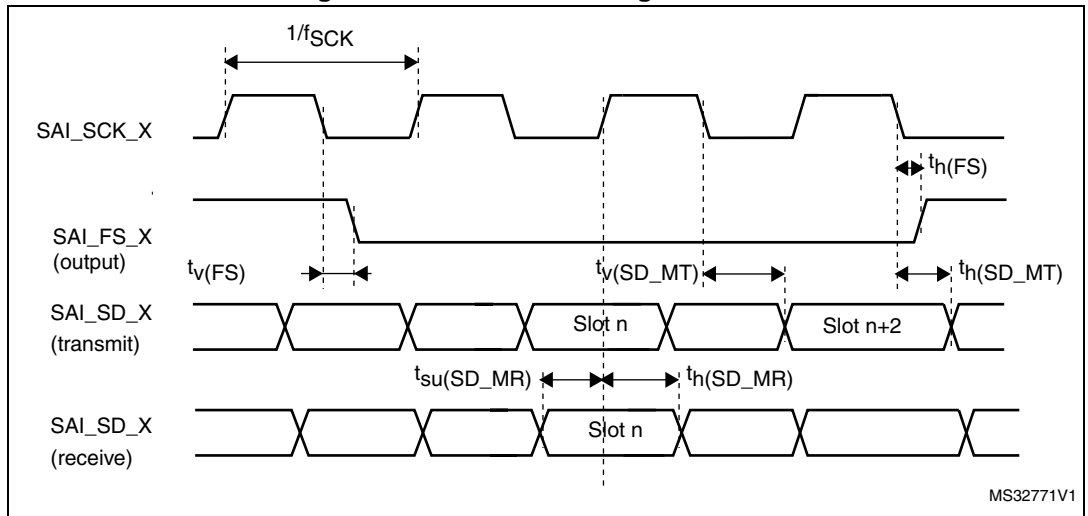 1/fSCK
SAI_SCK_X
th(FS)
SAI_FS_X
(output)
tv(FS)
tv(SD_MT)
th(SD_MT)
SAI_SD_X
(transmit)
Slot n
Slot n+2
tsu(SD_MR)
th(SD_MR)
SAI_SD_X
(receive)
Slot n
MS32771V1